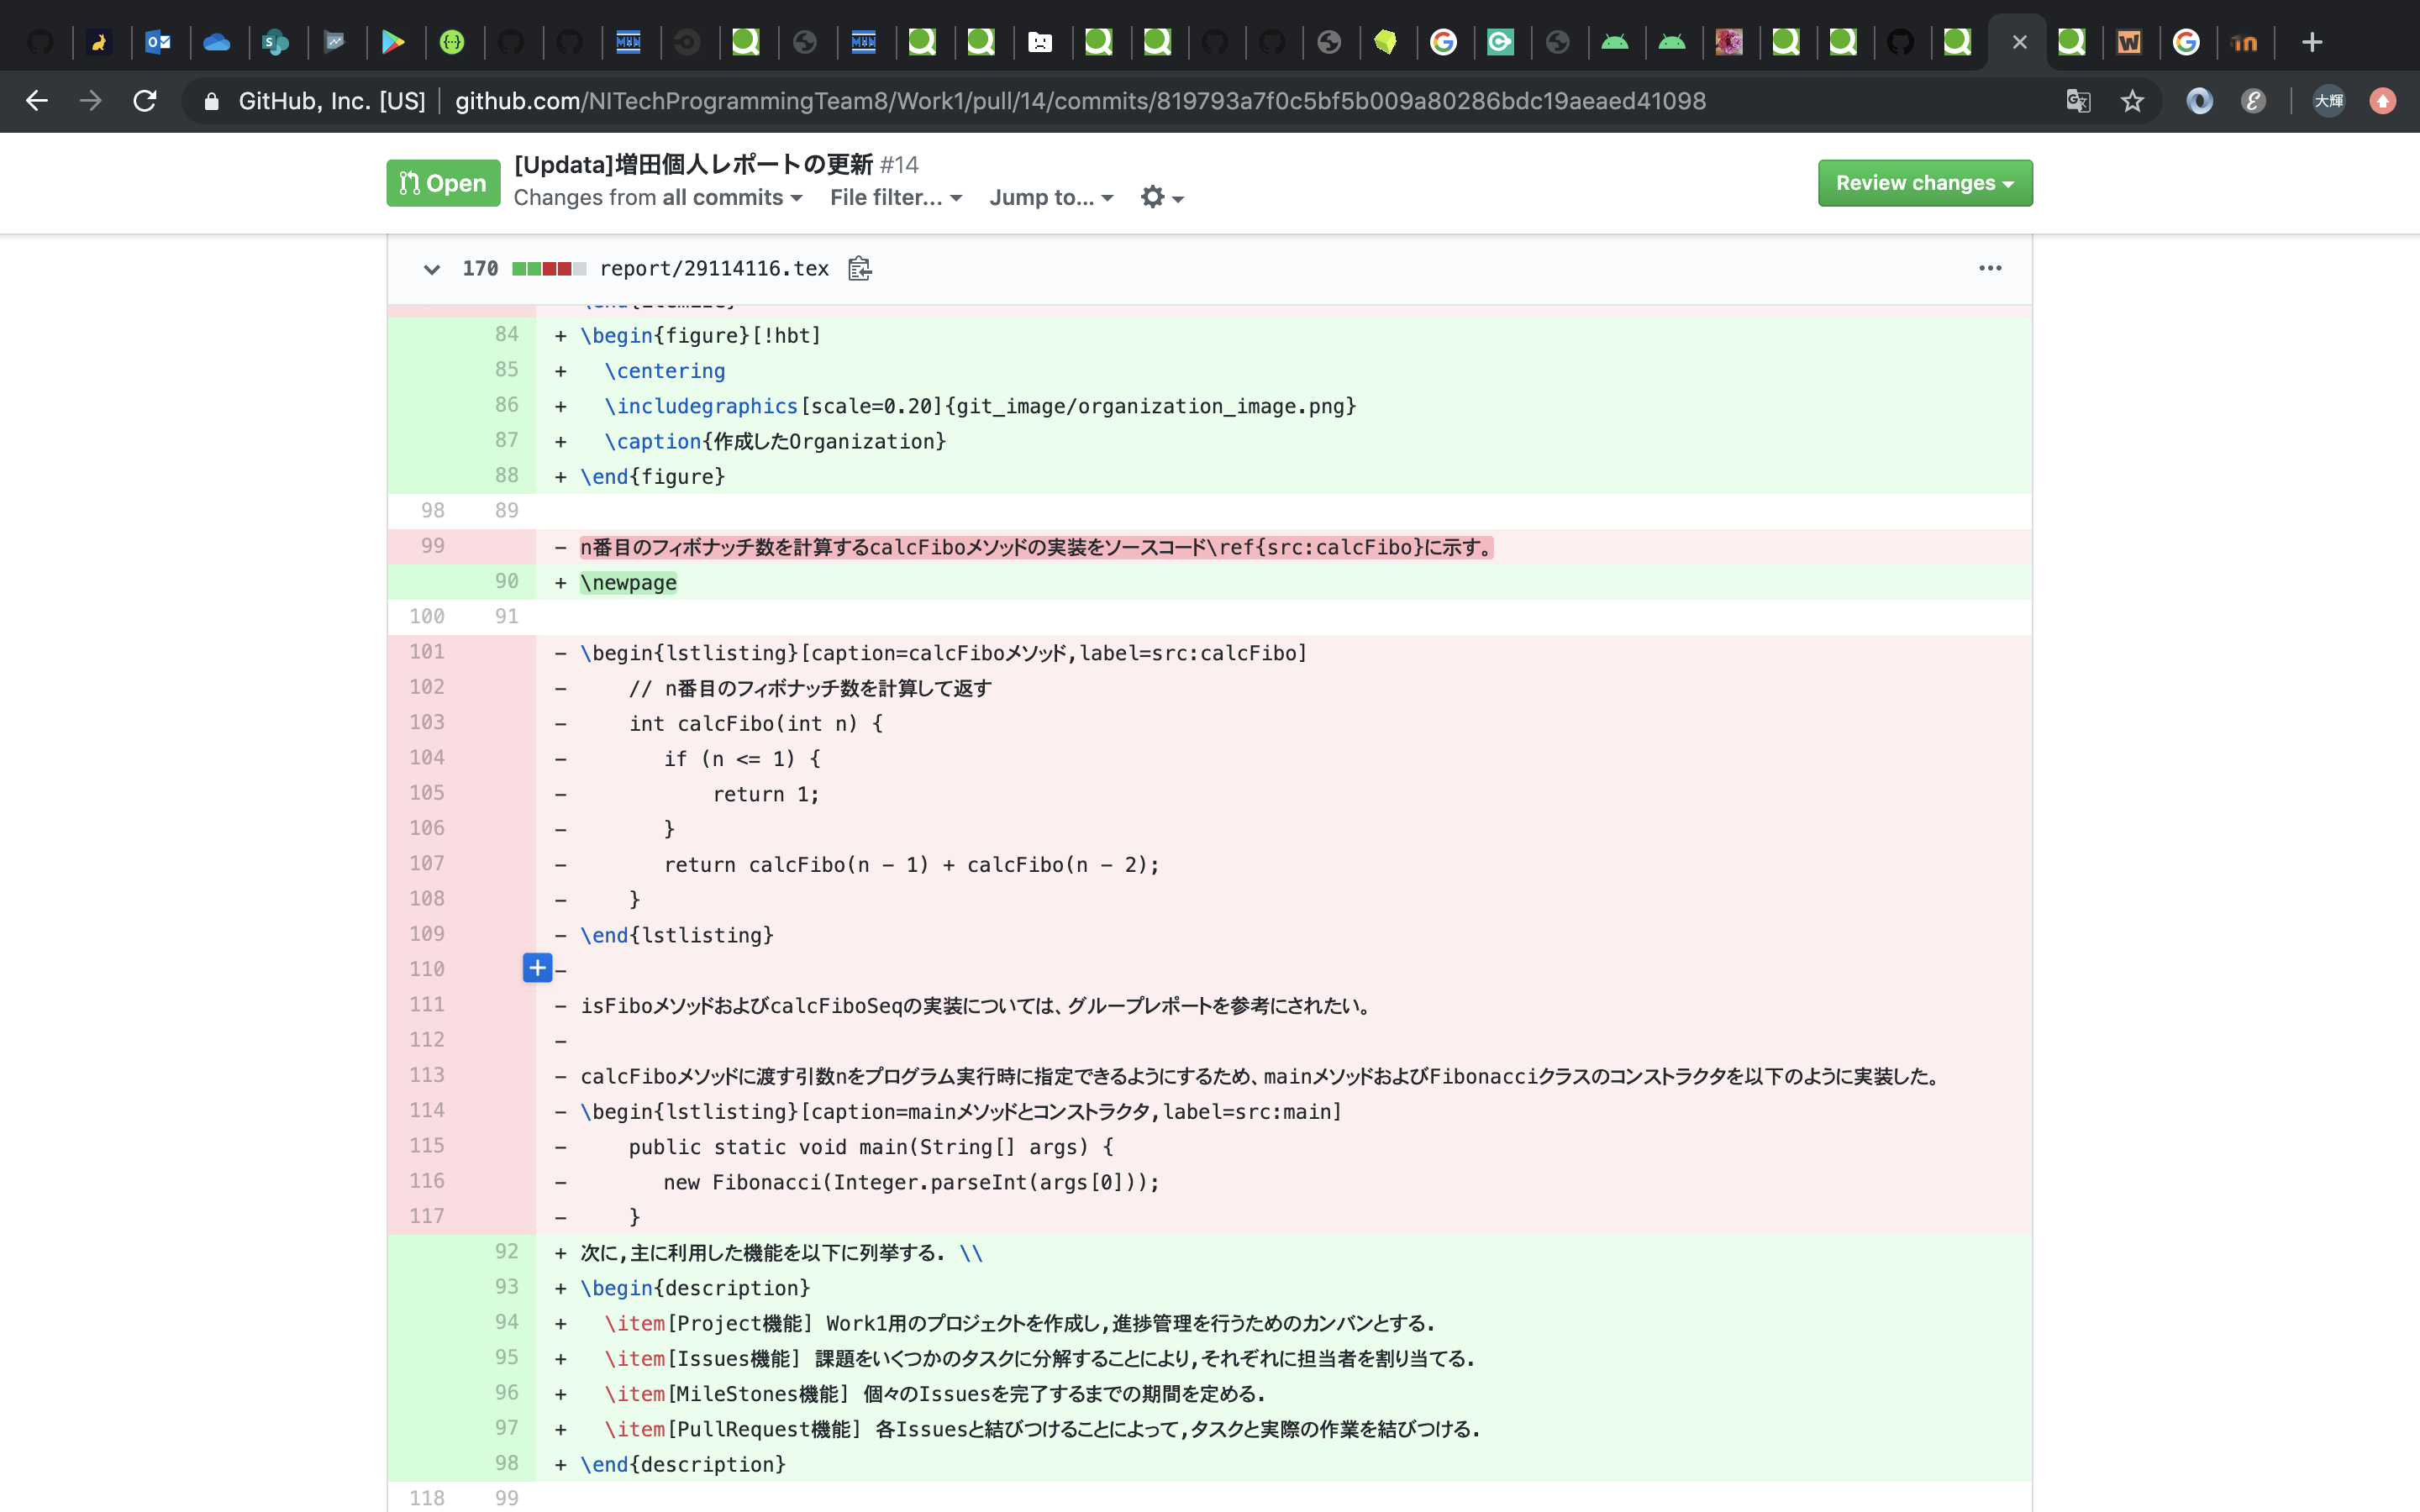 GitHub, Inc. [US] github.com/NITechProgrammingTeam8/Work1/pull/14/commits/819793a7f0c5bf5b009a80286bdc19aeaed41098
大輝
Open
[Updata]増田個人レポートの更新 #14
Changes from all commits File filter... Jump to...
Review changes
170 report/29114116.tex
84 + \begin{figure}[!hbt]
85 + \centering
86 + \includegraphics[scale=0.20]{git_image/organization_image.png}
87 + \caption{作成したOrganization}
88 + \end{figure}
98 89
99 - n番目のフィボナッチ数を計算するcalcFiboメソッドの実装をソースコード\ref{src:calcFibo}に示す。
90 + \newpage
100 91
101 - \begin{lstlisting}[caption=calcFiboメソッド,label=src:calcFibo]
102 - // n番目のフィボナッチ数を計算して返す
103 - int calcFibo(int n) {
104 - if (n <= 1) {
105 - return 1;
106 - }
107 - return calcFibo(n - 1) + calcFibo(n - 2);
108 - }
109 - \end{lstlisting}
110 -
111 - isFiboメソッドおよびcalcFiboSeqの実装については、グループレポートを参考にされたい。
112 -
113 - calcFiboメソッドに渡す引数nをプログラム実行時に指定できるようにするため、mainメソッドおよびFibonacciクラスのコンストラクタを以下のように実装した。
114 - \begin{lstlisting}[caption=mainメソッドとコンストラクタ,label=src:main]
115 - public static void main(String[] args) {
116 - new Fibonacci(Integer.parseInt(args[0]));
117 - }
92 + 次に,主に利用した機能を以下に列挙する. \\
93 + \begin{description}
94 + \item[Project機能] Work1用のプロジェクトを作成し,進捗管理を行うためのカンバンとする.
95 + \item[Issues機能] 課題をいくつかのタスクに分解することにより,それぞれに担当者を割り当てる.
96 + \item[MileStones機能] 個々のIssuesを完了するまでの期間を定める.
97 + \item[PullRequest機能] 各Issuesと結びつけることによって,タスクと実際の作業を結びつける.
98 + \end{description}
118 99